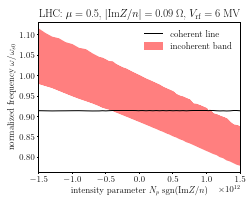 LHC: μ = 0.5, |ImZ/n| = 0.09 Ω, V_rf = 6 MV
coherent line
incoherent band
normalized frequency ω/ω_s0
1.10
1.05
1.00
0.95
0.90
0.85
0.80
−1.5 −1.0 −0.5 0.0 0.5 1.0 1.5
intensity parameter N_p sgn(ImZ/n) ×10^12